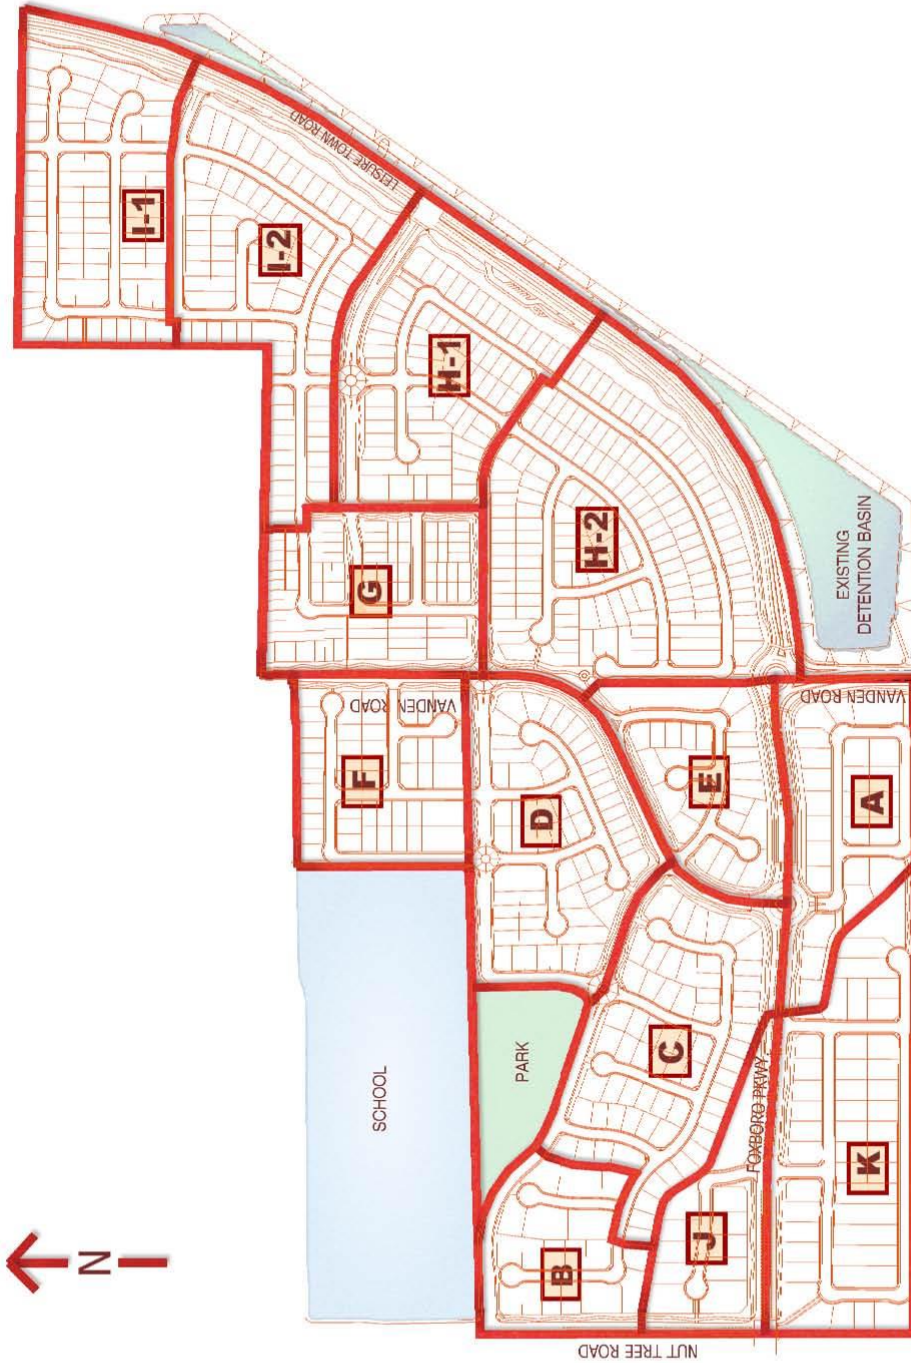 I-1
LEISURE TOWN ROAD
I-2
H-1
G
H-2
EXISTING
DETENTION BASIN
F
VANDEN ROAD
D
E
VANDEN ROAD
A
SCHOOL
PARK
C
FOXBORO PKWY
K
B
J
N
NUT TREE ROAD